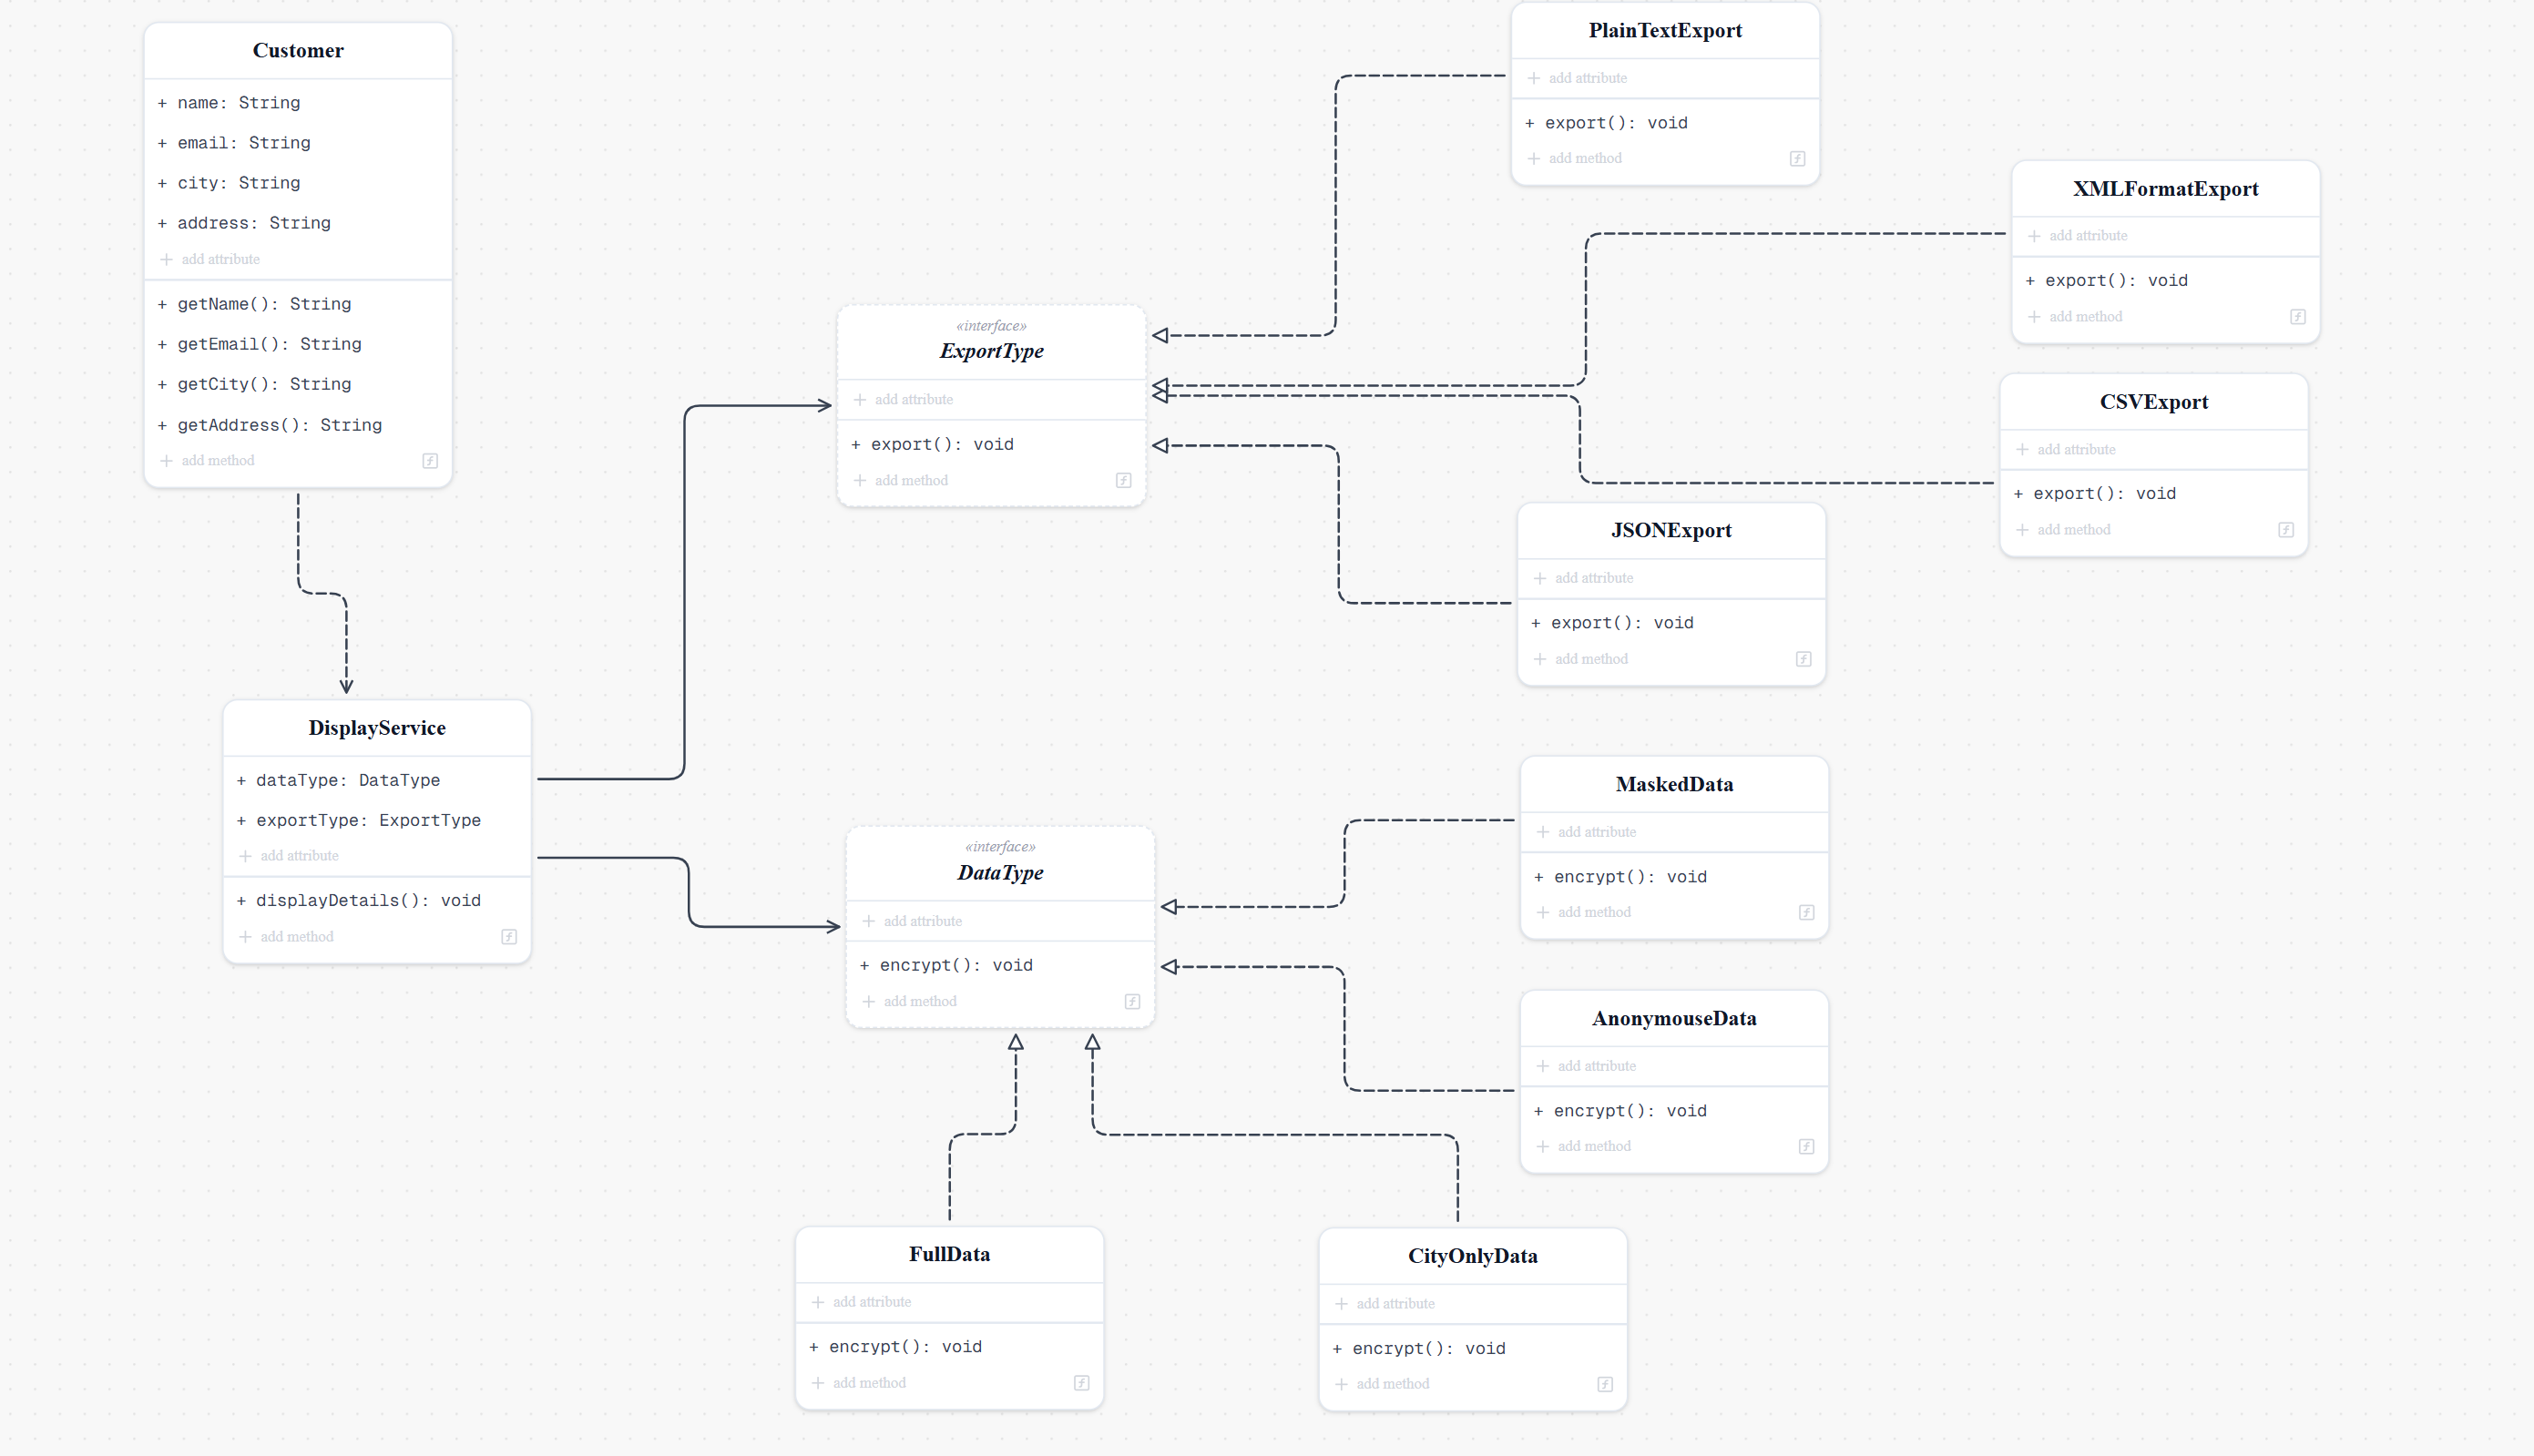 Customer
+ name: String
+ email: String
+ city: String
+ address: String
+ add attribute
+ getName(): String
+ getEmail(): String
+ getCity(): String
+ getAddress(): String
+ add method
PlainTextExport
+ add attribute
+ export(): void
+ add method
XMLFormatExport
+ add attribute
+ export(): void
+ add method
«interface»
ExportType
+ add attribute
+ export(): void
+ add method
CSVExport
+ add attribute
+ export(): void
+ add method
JSONExport
+ add attribute
+ export(): void
+ add method
DisplayService
+ dataType: DataType
+ exportType: ExportType
+ add attribute
+ displayDetails(): void
+ add method
«interface»
DataType
+ add attribute
+ encrypt(): void
+ add method
MaskedData
+ add attribute
+ encrypt(): void
+ add method
AnonymouseData
+ add attribute
+ encrypt(): void
+ add method
FullData
+ add attribute
+ encrypt(): void
+ add method
CityOnlyData
+ add attribute
+ encrypt(): void
+ add method